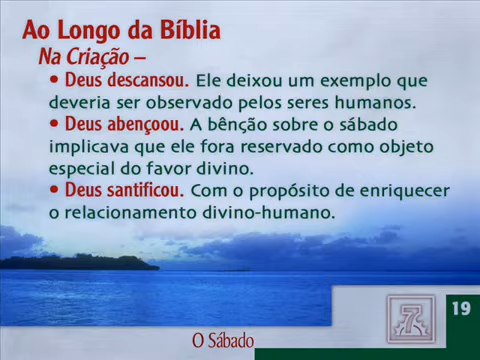 Ao Longo da Bíblia
Na Criação –
• Deus descansou. Ele deixou um exemplo que
deveria ser observado pelos seres humanos.
• Deus abençoou. A bênção sobre o sábado
implicava que ele fora reservado como objeto
especial do favor divino.
• Deus santificou. Com o propósito de enriquecer
o relacionamento divino-humano.
7
19
O Sábado